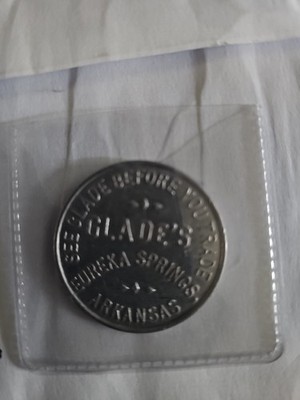 SEE GLADE BEFORE YOU TRADE
GLADE'S
EUREKA SPRINGS
ARKANSAS